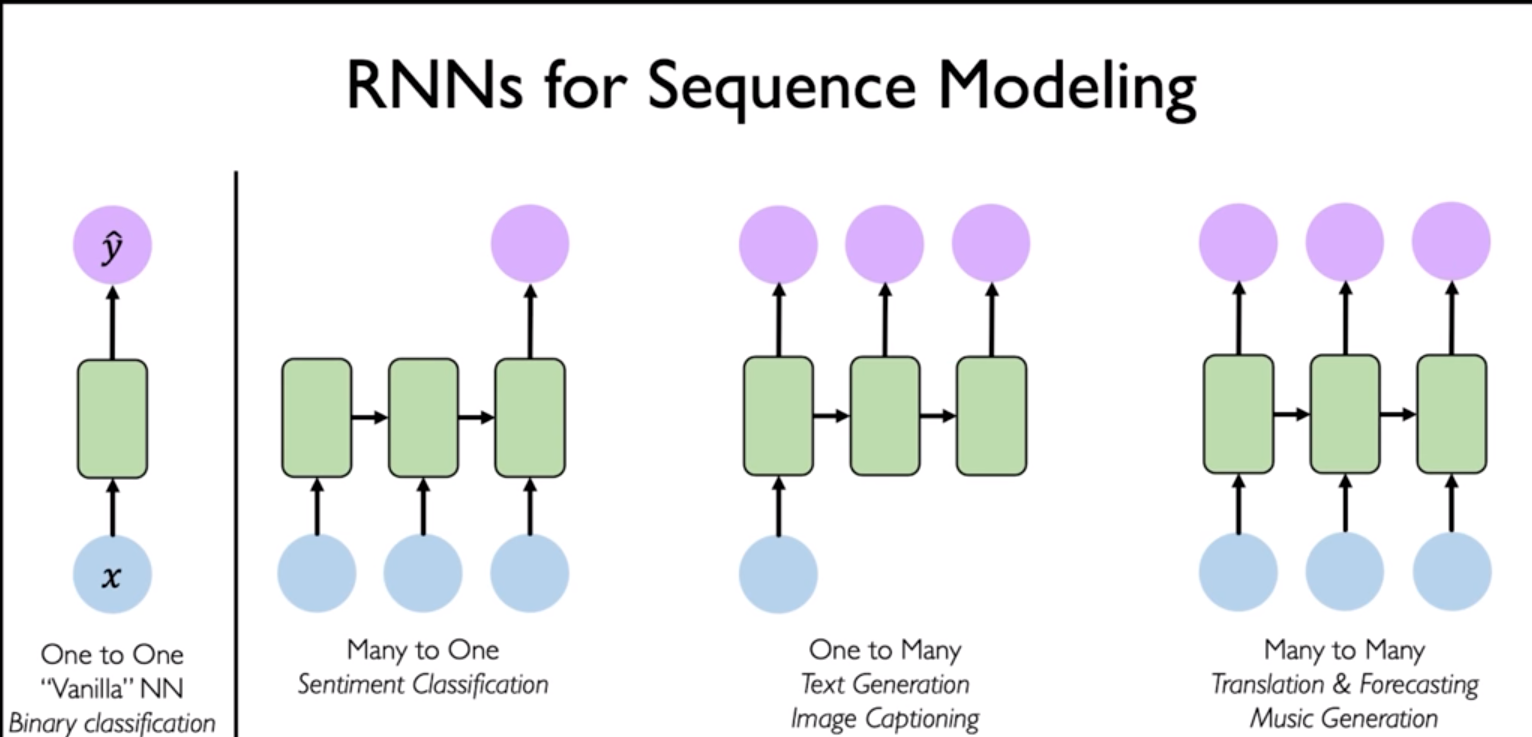 RNNs for Sequence Modeling
ŷ
x
One to One
“Vanilla” NN
Binary classification
Many to One
Sentiment Classification
One to Many
Text Generation
Image Captioning
Many to Many
Translation & Forecasting
Music Generation